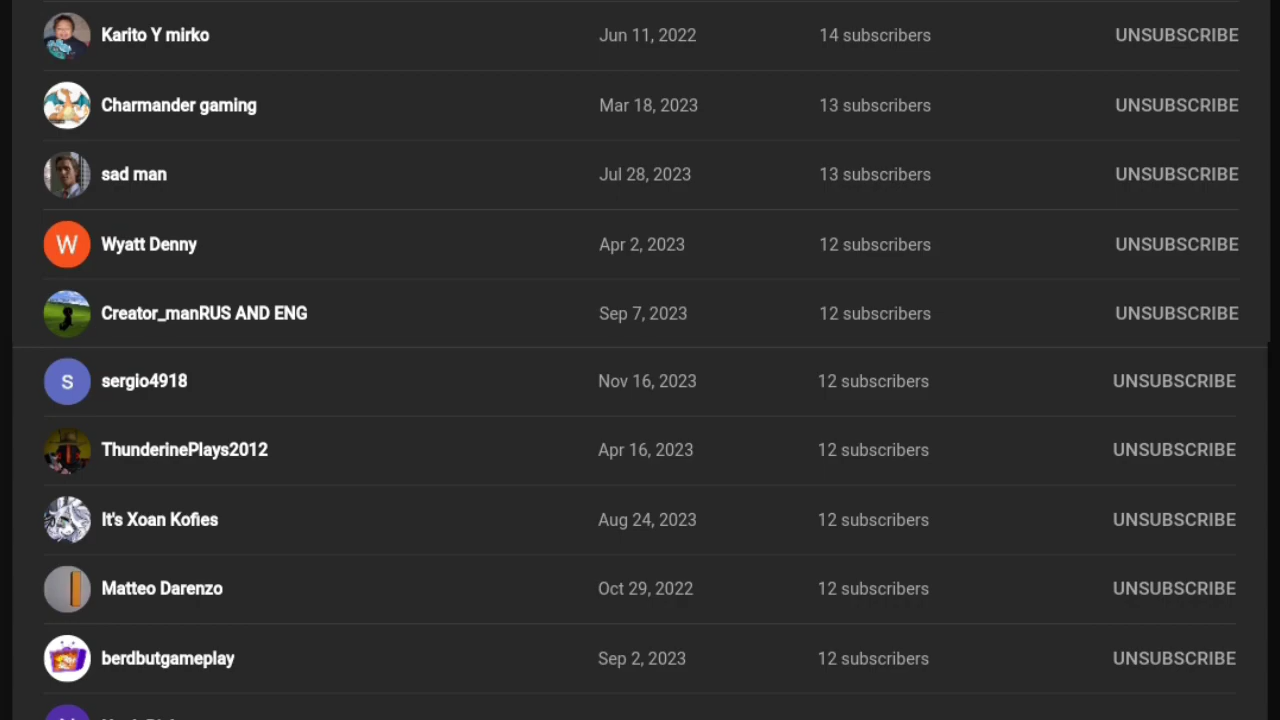 Karito Y mirko Jun 11, 2022 14 subscribers UNSUBSCRIBE
Charmander gaming Mar 18, 2023 13 subscribers UNSUBSCRIBE
sad man Jul 28, 2023 13 subscribers UNSUBSCRIBE
W Wyatt Denny Apr 2, 2023 12 subscribers UNSUBSCRIBE
Creator_manRUS AND ENG Sep 7, 2023 12 subscribers UNSUBSCRIBE
S sergio4918 Nov 16, 2023 12 subscribers UNSUBSCRIBE
ThunderinePlays2012 Apr 16, 2023 12 subscribers UNSUBSCRIBE
It's Xoan Kofies Aug 24, 2023 12 subscribers UNSUBSCRIBE
Matteo Darenzo Oct 29, 2022 12 subscribers UNSUBSCRIBE
berdbutgameplay Sep 2, 2023 12 subscribers UNSUBSCRIBE